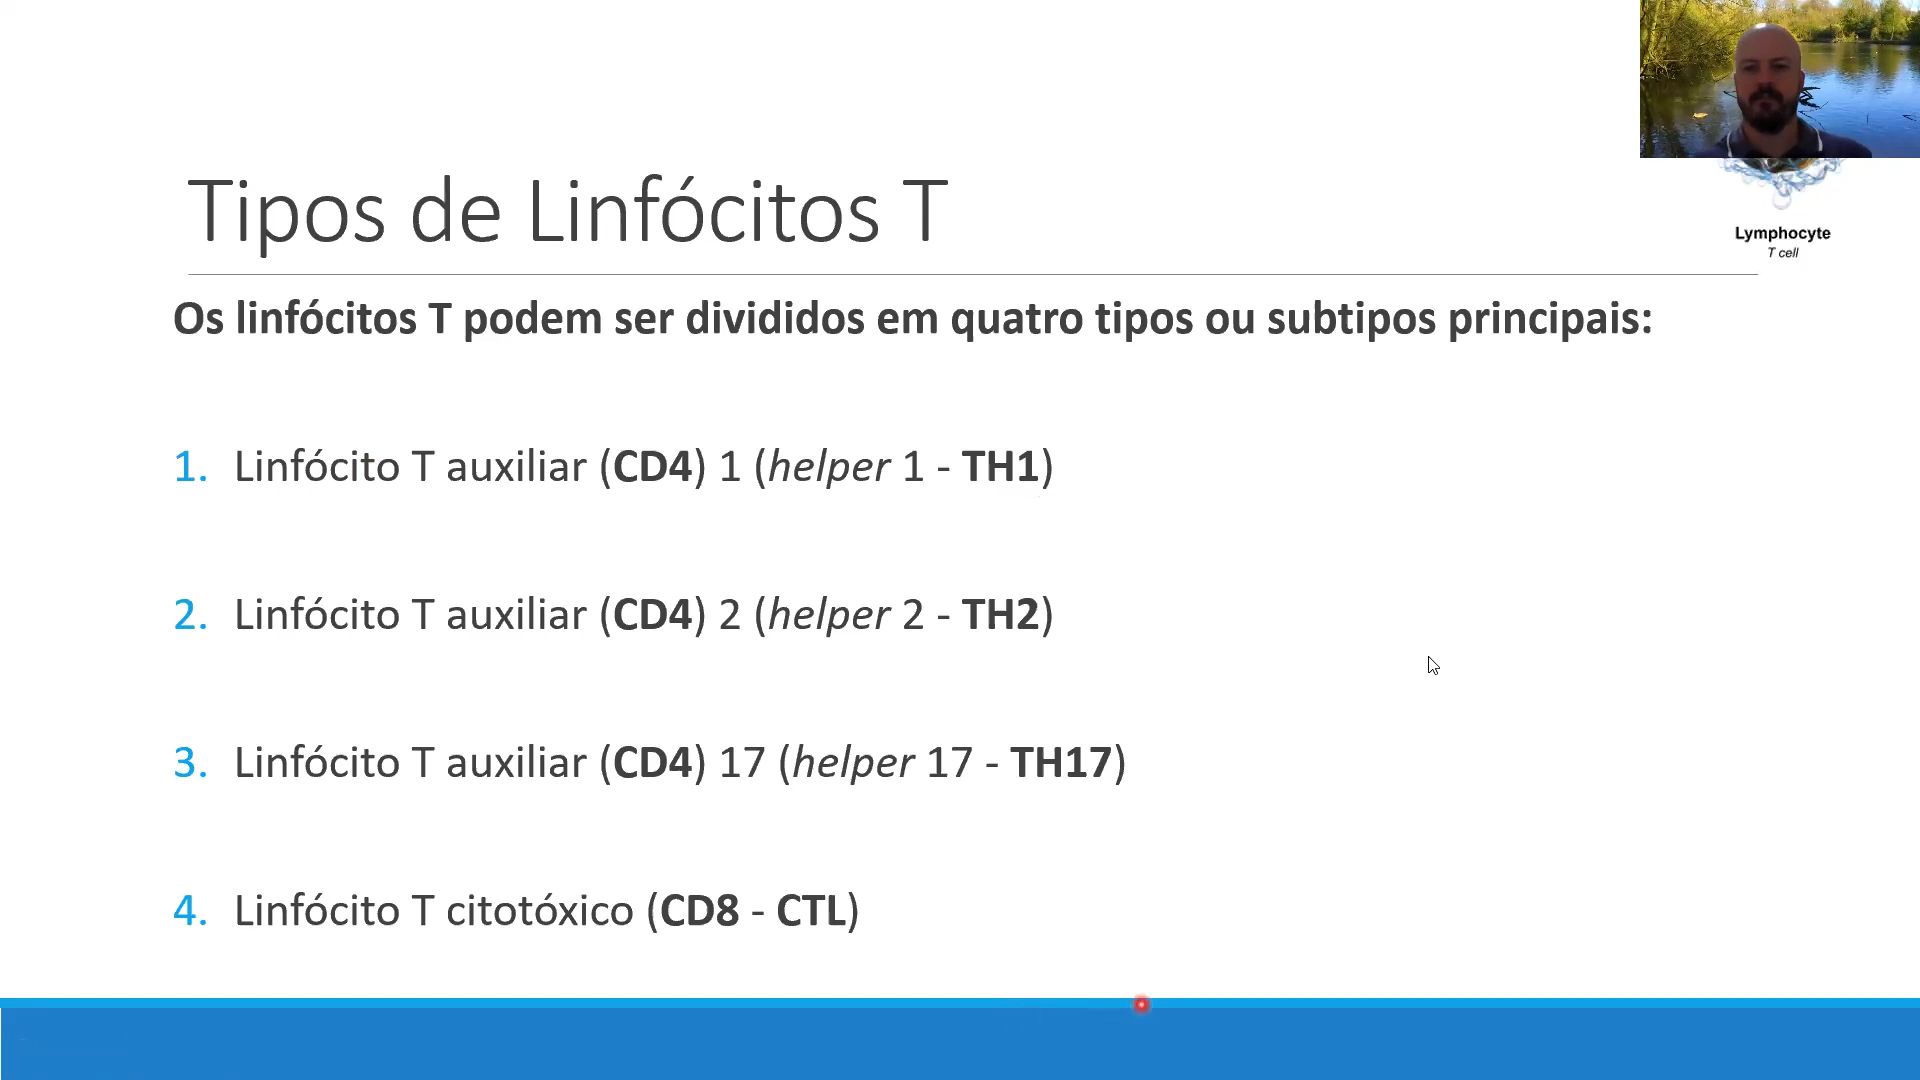 Tipos de Linfócitos T
Lymphocyte
T cell
Os linfócitos T podem ser divididos em quatro tipos ou subtipos principais:
1. Linfócito T auxiliar (CD4) 1 (helper 1 - TH1)
2. Linfócito T auxiliar (CD4) 2 (helper 2 - TH2)
3. Linfócito T auxiliar (CD4) 17 (helper 17 - TH17)
4. Linfócito T citotóxico (CD8 - CTL)